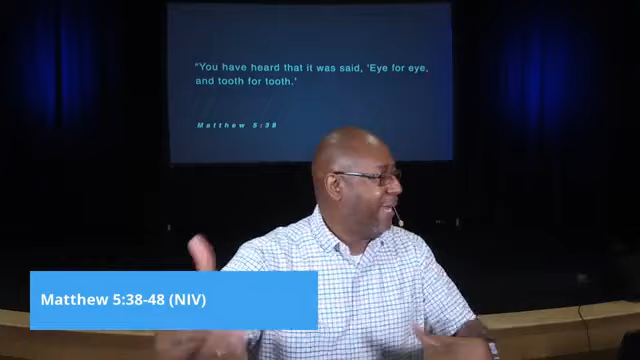 "You have heard that it was said, 'Eye for eye,
and tooth for tooth.'
Matthew 5:38
Matthew 5:38-48 (NIV)